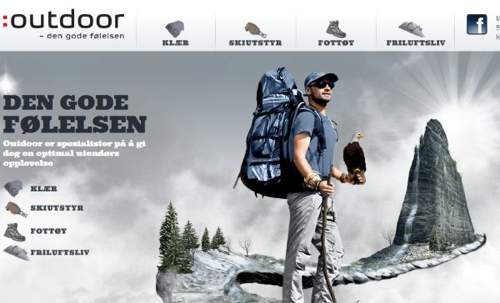 :outdoor
– den gode følelsen
KLÆR
SKIUTSTYR
FOTTØY
FRILUFTSLIV
DEN GODE
FØLELSEN
Outdoor er spesialister på å gi
deg en optimal utendørs
opplevelse
KLÆR
SKIUTSTYR
FOTTØY
FRILUFTSLIV